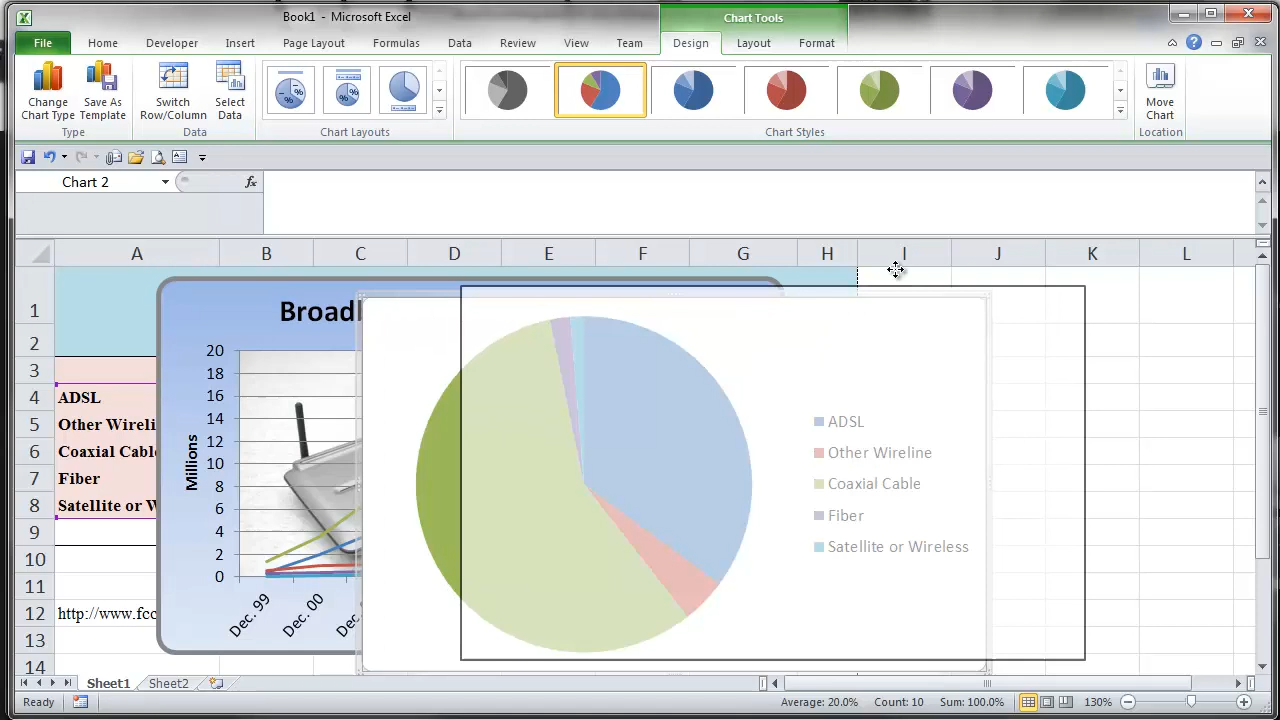 Book1 - Microsoft Excel
Chart Tools
File Home Developer Insert Page Layout Formulas Data Review View Team Design Layout Format
Change Chart Type
Save As Template
Switch Row/Column
Select Data
Move Chart
Type Data Chart Layouts Chart Styles Location
Chart 2 fx
A B C D E F G H I J K L
1
2
3
4 ADSL
5 Other Wireli
6 Coaxial Cabl
7 Fiber
8 Satellite or W
9
10
11
12 http://www.fcc
13
14
Broad
Millions
20
18
16
14
12
10
8
6
4
2
0
Dec. 99
Dec. 00
Dec.
ADSL
Other Wireline
Coaxial Cable
Fiber
Satellite or Wireless
Sheet1 Sheet2
Ready Average: 20.0% Count: 10 Sum: 100.0% 130%